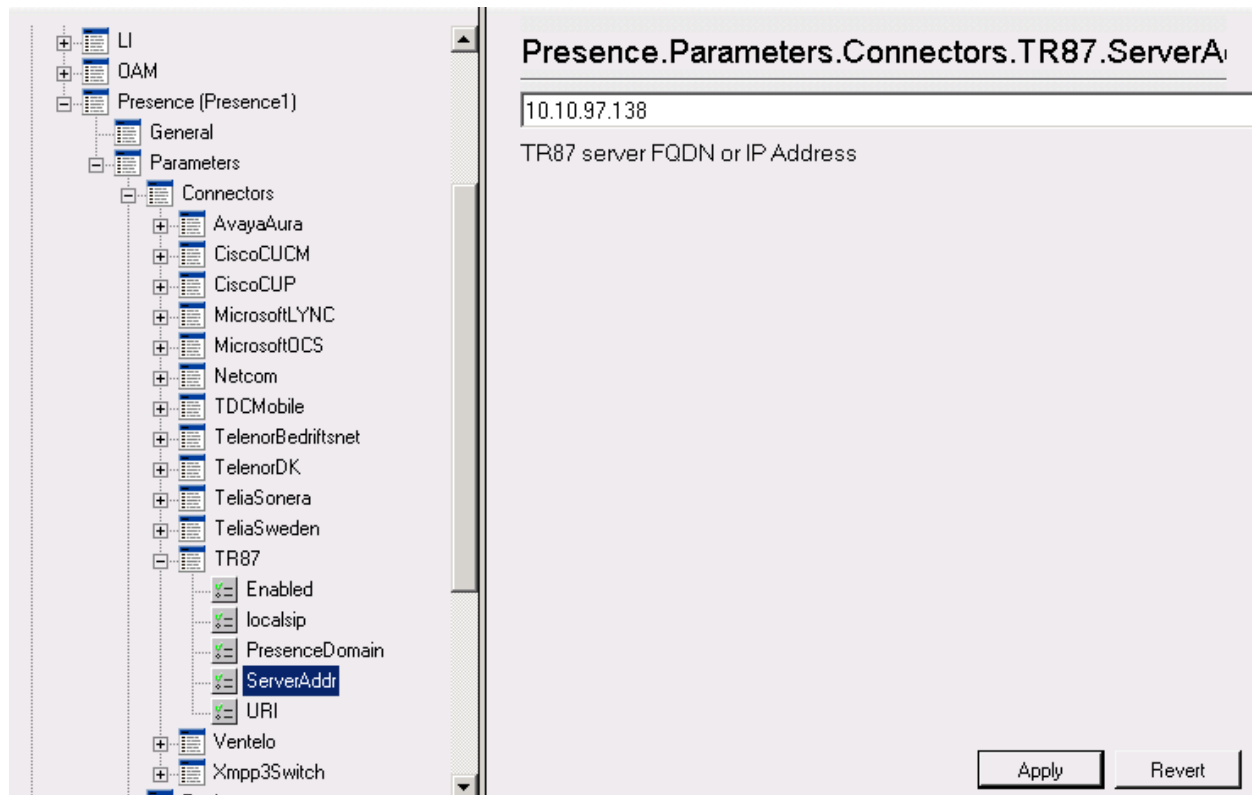 LI
OAM
Presence (Presence1)
General
Parameters
Connectors
AvayaAura
CiscoCUCM
CiscoCUP
MicrosoftLYNC
MicrosoftOCS
Netcom
TDCMobile
TelenorBedriftsnet
TelenorDK
TeliaSonera
TeliaSweden
TR87
Enabled
localsip
PresenceDomain
ServerAddr
URI
Ventelo
Xmpp3Switch
Presence.Parameters.Connectors.TR87.ServerA
10.10.97.138
TR87 server FQDN or IP Address
Apply Revert